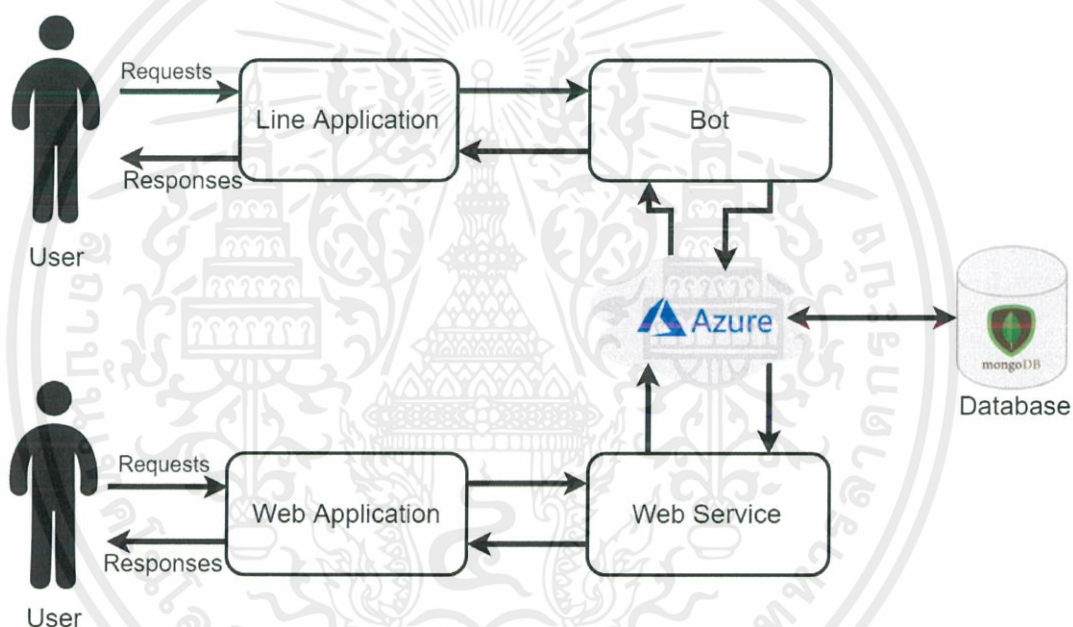 Requests
Line Application
Bot
Responses
User
Azure
mongoDB
Database
Requests
Web Application
Web Service
Responses
User